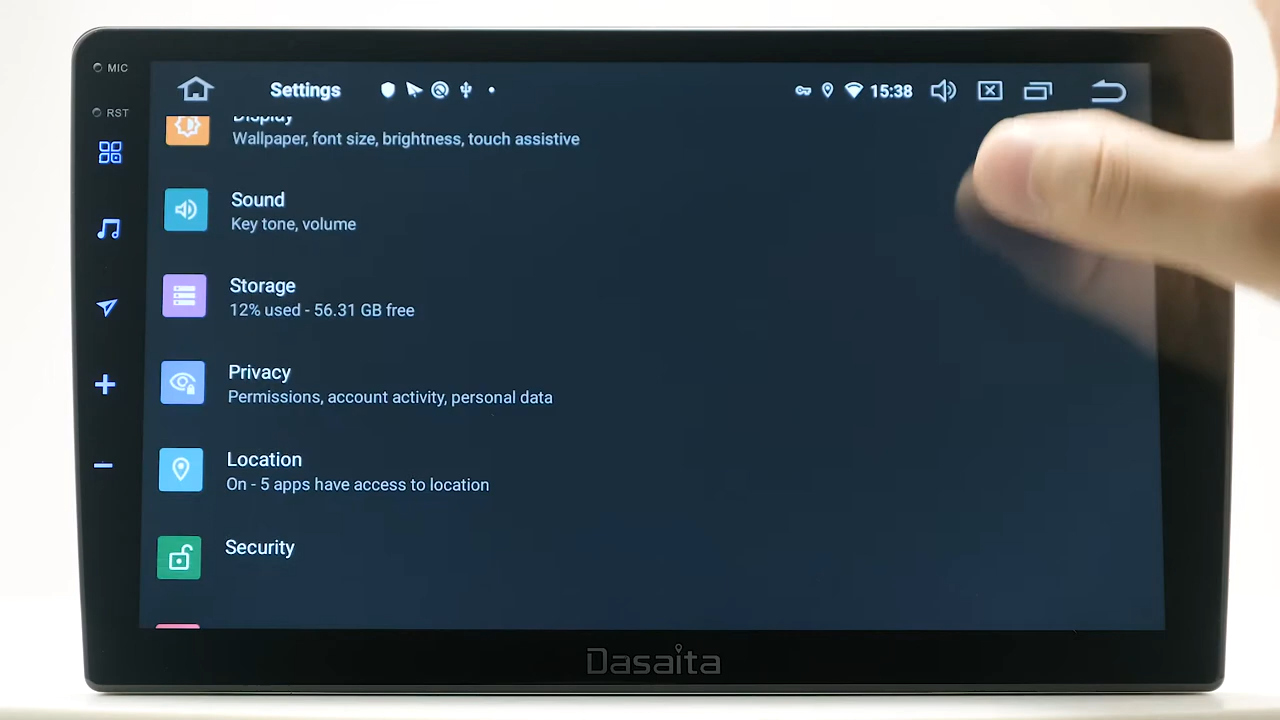 MIC
Settings
15:38
RST
Display
Wallpaper, font size, brightness, touch assistive
Sound
Key tone, volume
Storage
12% used - 56.31 GB free
Privacy
Permissions, account activity, personal data
Location
On - 5 apps have access to location
Security
Dasaita